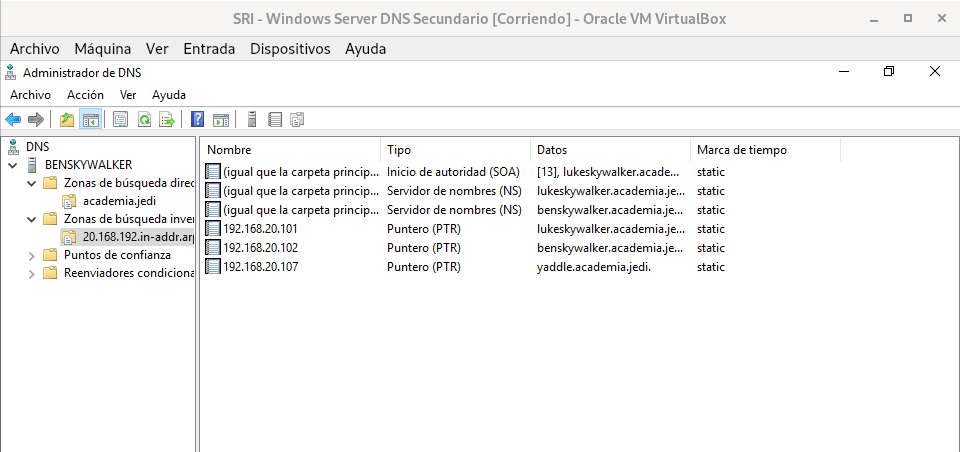 SRI - Windows Server DNS Secundario [Corriendo] - Oracle VM VirtualBox
Archivo Máquina Ver Entrada Dispositivos Ayuda
Administrador de DNS
Archivo Acción Ver Ayuda
DNS
BENSKYWALKER
Zonas de búsqueda direc
academia.jedi
Zonas de búsqueda inver
20.168.192.in-addr.arp
Puntos de confianza
Reenviadores condiciona
Nombre Tipo Datos Marca de tiempo
(igual que la carpeta princip... Inicio de autoridad (SOA) [13], lukeskywalker.acade... static
(igual que la carpeta princip... Servidor de nombres (NS) lukeskywalker.academia.je... static
(igual que la carpeta princip... Servidor de nombres (NS) benskywalker.academia.je... static
192.168.20.101 Puntero (PTR) lukeskywalker.academia.je... static
192.168.20.102 Puntero (PTR) benskywalker.academia.je... static
192.168.20.107 Puntero (PTR) yaddle.academia.jedi. static